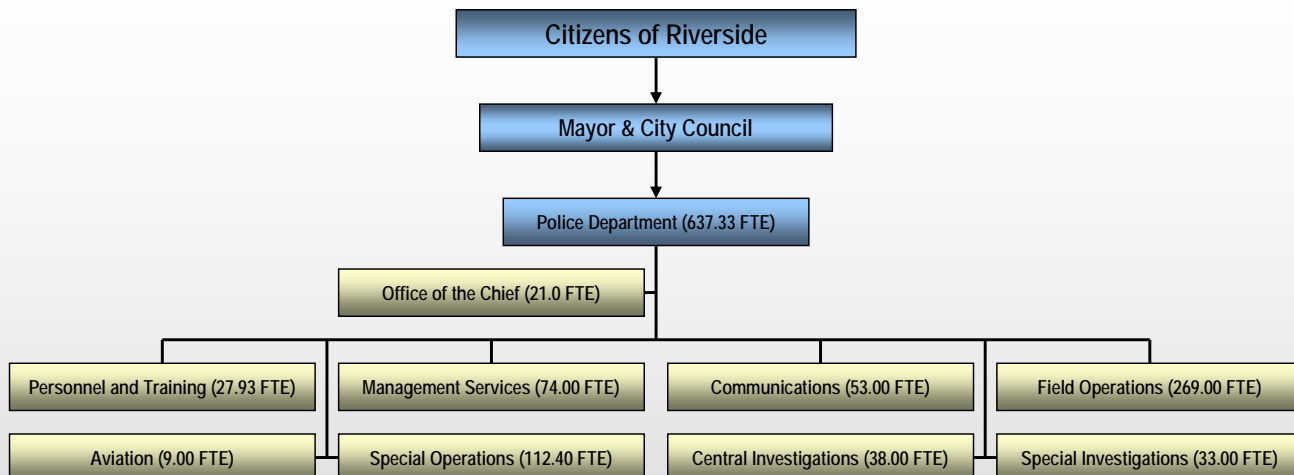 Citizens of Riverside
Mayor & City Council
Police Department (637.33 FTE)
Office of the Chief (21.0 FTE)
Personnel and Training (27.93 FTE)
Management Services (74.00 FTE)
Communications (53.00 FTE)
Field Operations (269.00 FTE)
Aviation (9.00 FTE)
Special Operations (112.40 FTE)
Central Investigations (38.00 FTE)
Special Investigations (33.00 FTE)